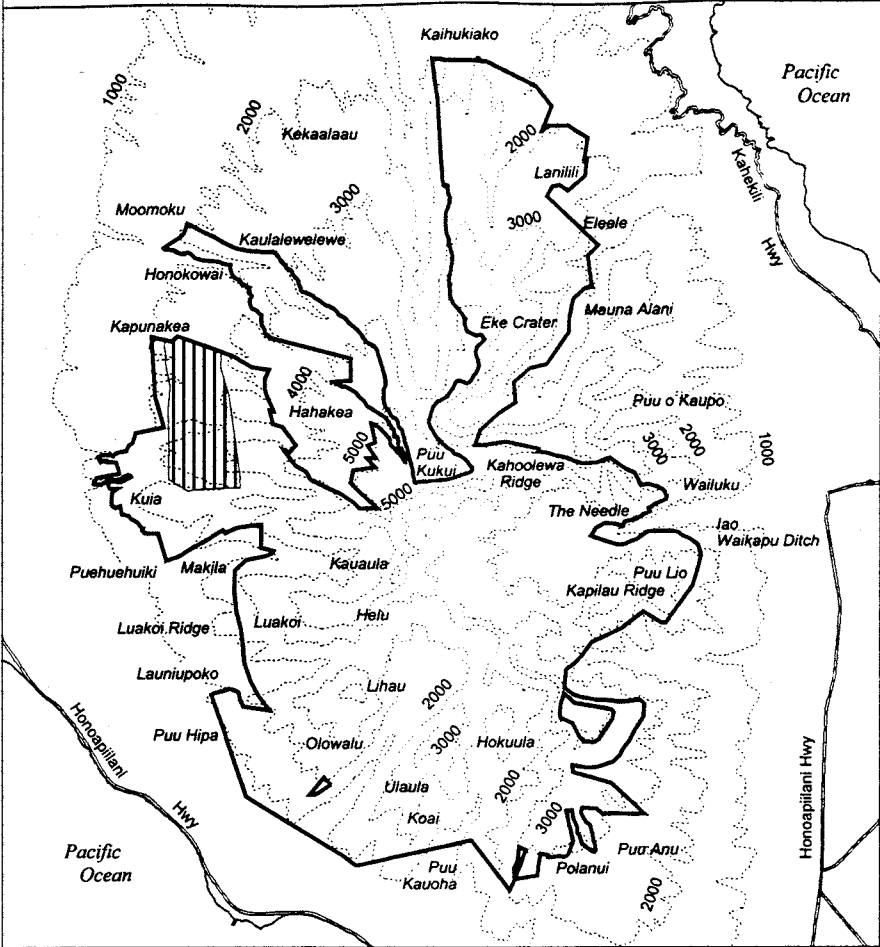 Kaihukiako
Pacific
Ocean
1000
2000
Kekaalaau
2000
Lanilili
Kahekili
Hwy
3000
Moomoku
3000
Eleele
Kaulalewelewe
Honokowai
Mauna Alani
Eke Crater
Kapunakea
4000
Hahakea
Puu o Kaupo
3000
2000
1000
5000
Puu
Kukui
Kahoolewa
Ridge
5000
Wailuku
Kuia
The Needle
Iao
Waikapu Ditch
Puehuehuiki
Makila
Kauaula
Puu Lio
Kapilau Ridge
Luakoi Ridge
Luakoi
Helu
Launiupoko
Lihau
2000
Honoapiilani
Hwy
Puu Hipa
Olowalu
3000
Hokuula
Ulaula
2000
Koai
3000
Honoapiilani Hwy
Pacific
Ocean
Puu
Kauoha
Polanui
Puu Anu
2000